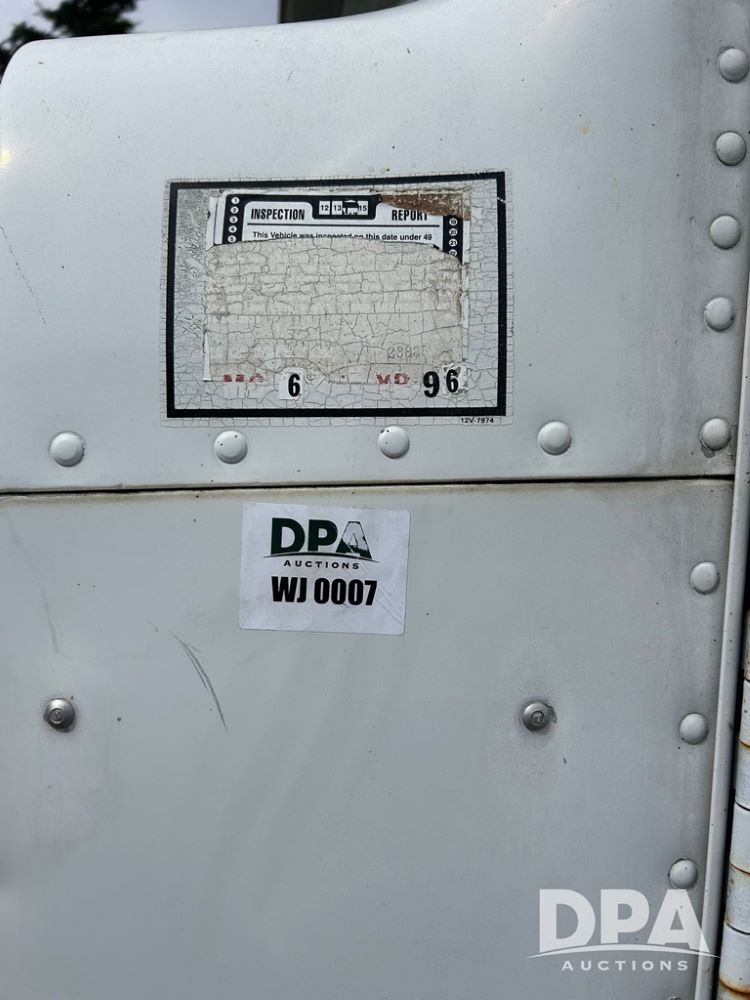 12 13 15
INSPECTION REPORT
This Vehicle was inspected on this date under 49
6 96
12V-7974
DPA
AUCTIONS
WJ 0007
DPA
AUCTIONS